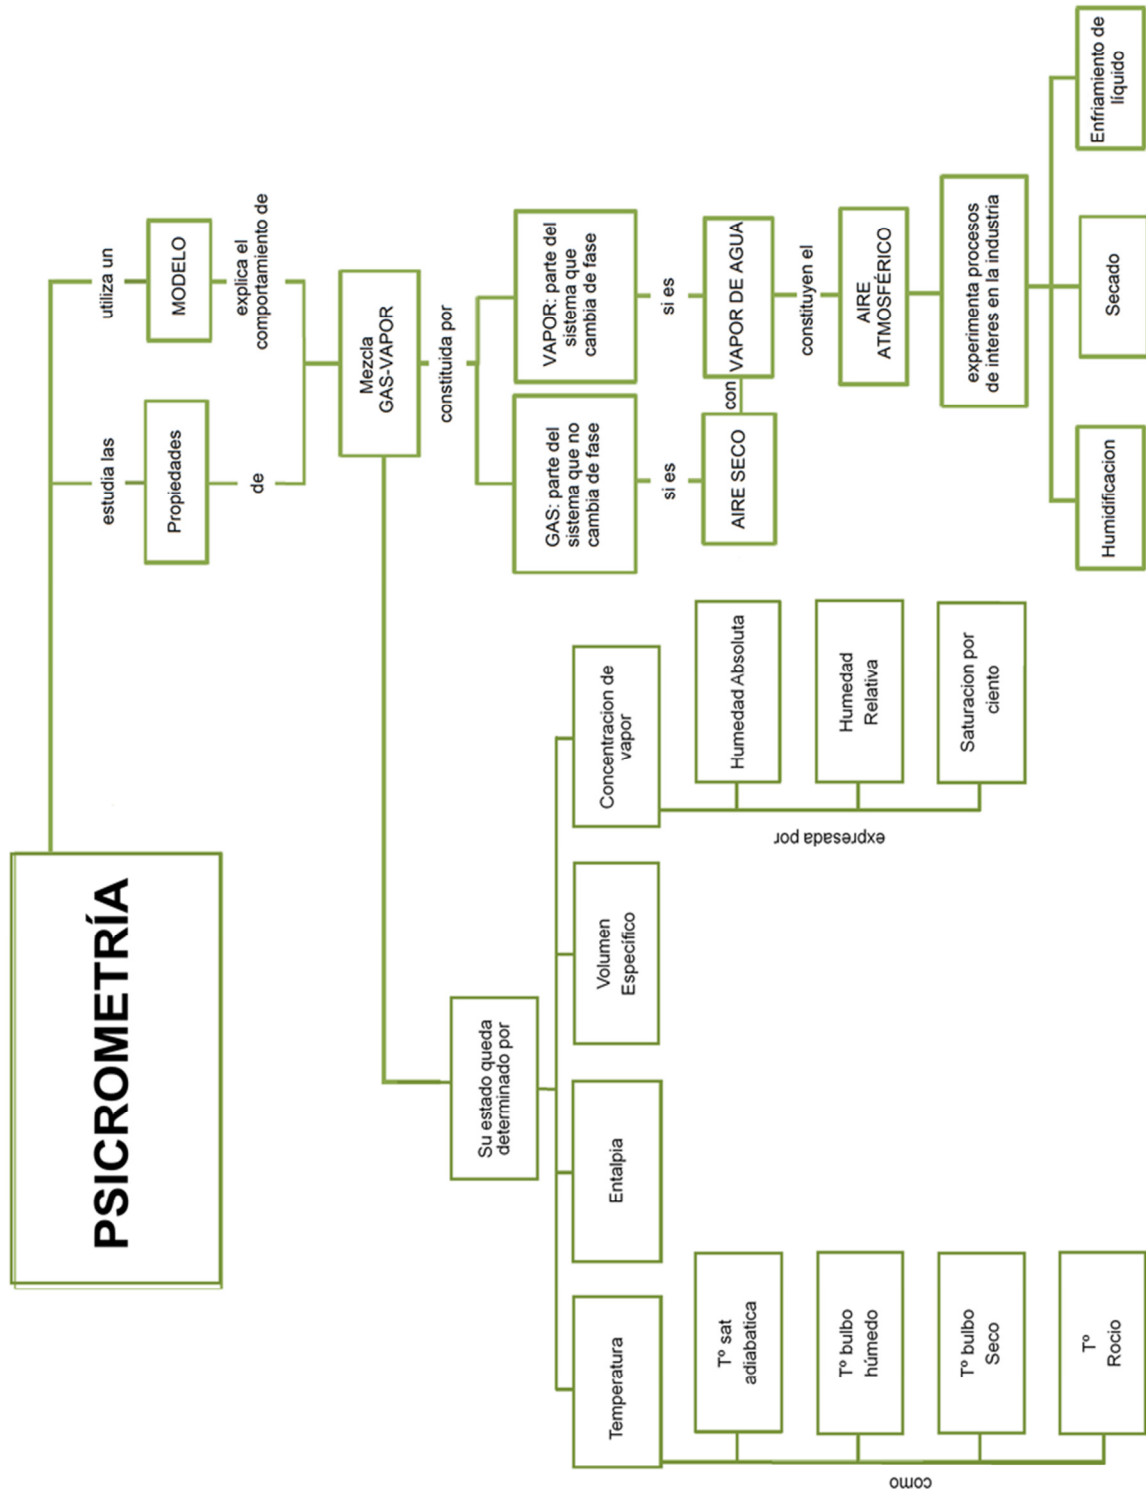 PSICROMETRÍA
estudia las
utiliza un
Propiedades
MODELO
de
explica el
comportamiento de
Mezcla
GAS-VAPOR
constituida por
GAS: parte del
sistema que no
cambia de fase
VAPOR: parte del
sistema que
cambia de fase
si es
si es
AIRE SECO
con
VAPOR DE AGUA
constituyen el
AIRE
ATMOSFÉRICO
experimenta procesos
de interes en la industria
Humidificacion
Secado
Enfriamiento de
líquido
Su estado queda
determinado por
Temperatura
Entalpia
Volumen
Específico
Concentracion de
vapor
como
Tº sat
adiabatica
Tº bulbo
húmedo
Tº bulbo
Seco
Tº
Rocio
expresada por
Humedad Absoluta
Humedad
Relativa
Saturacion por
ciento